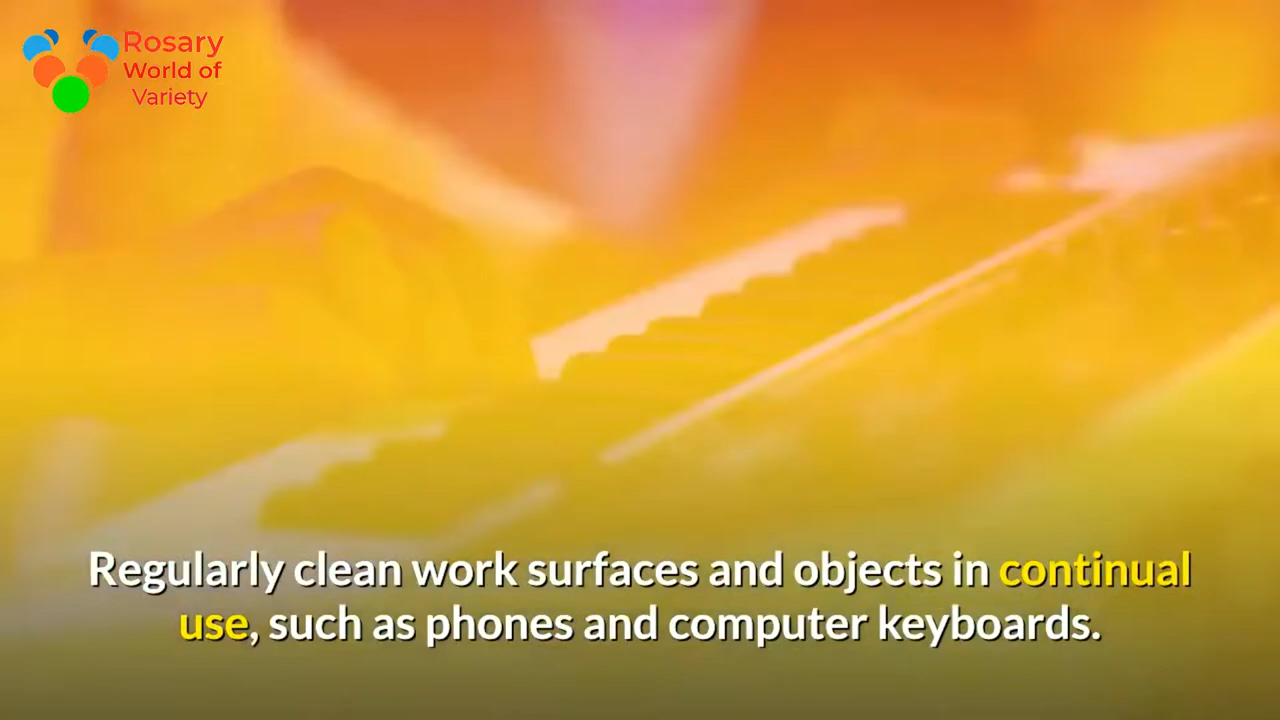 Rosary
World of
Variety
Regularly clean work surfaces and objects in continual
use, such as phones and computer keyboards.